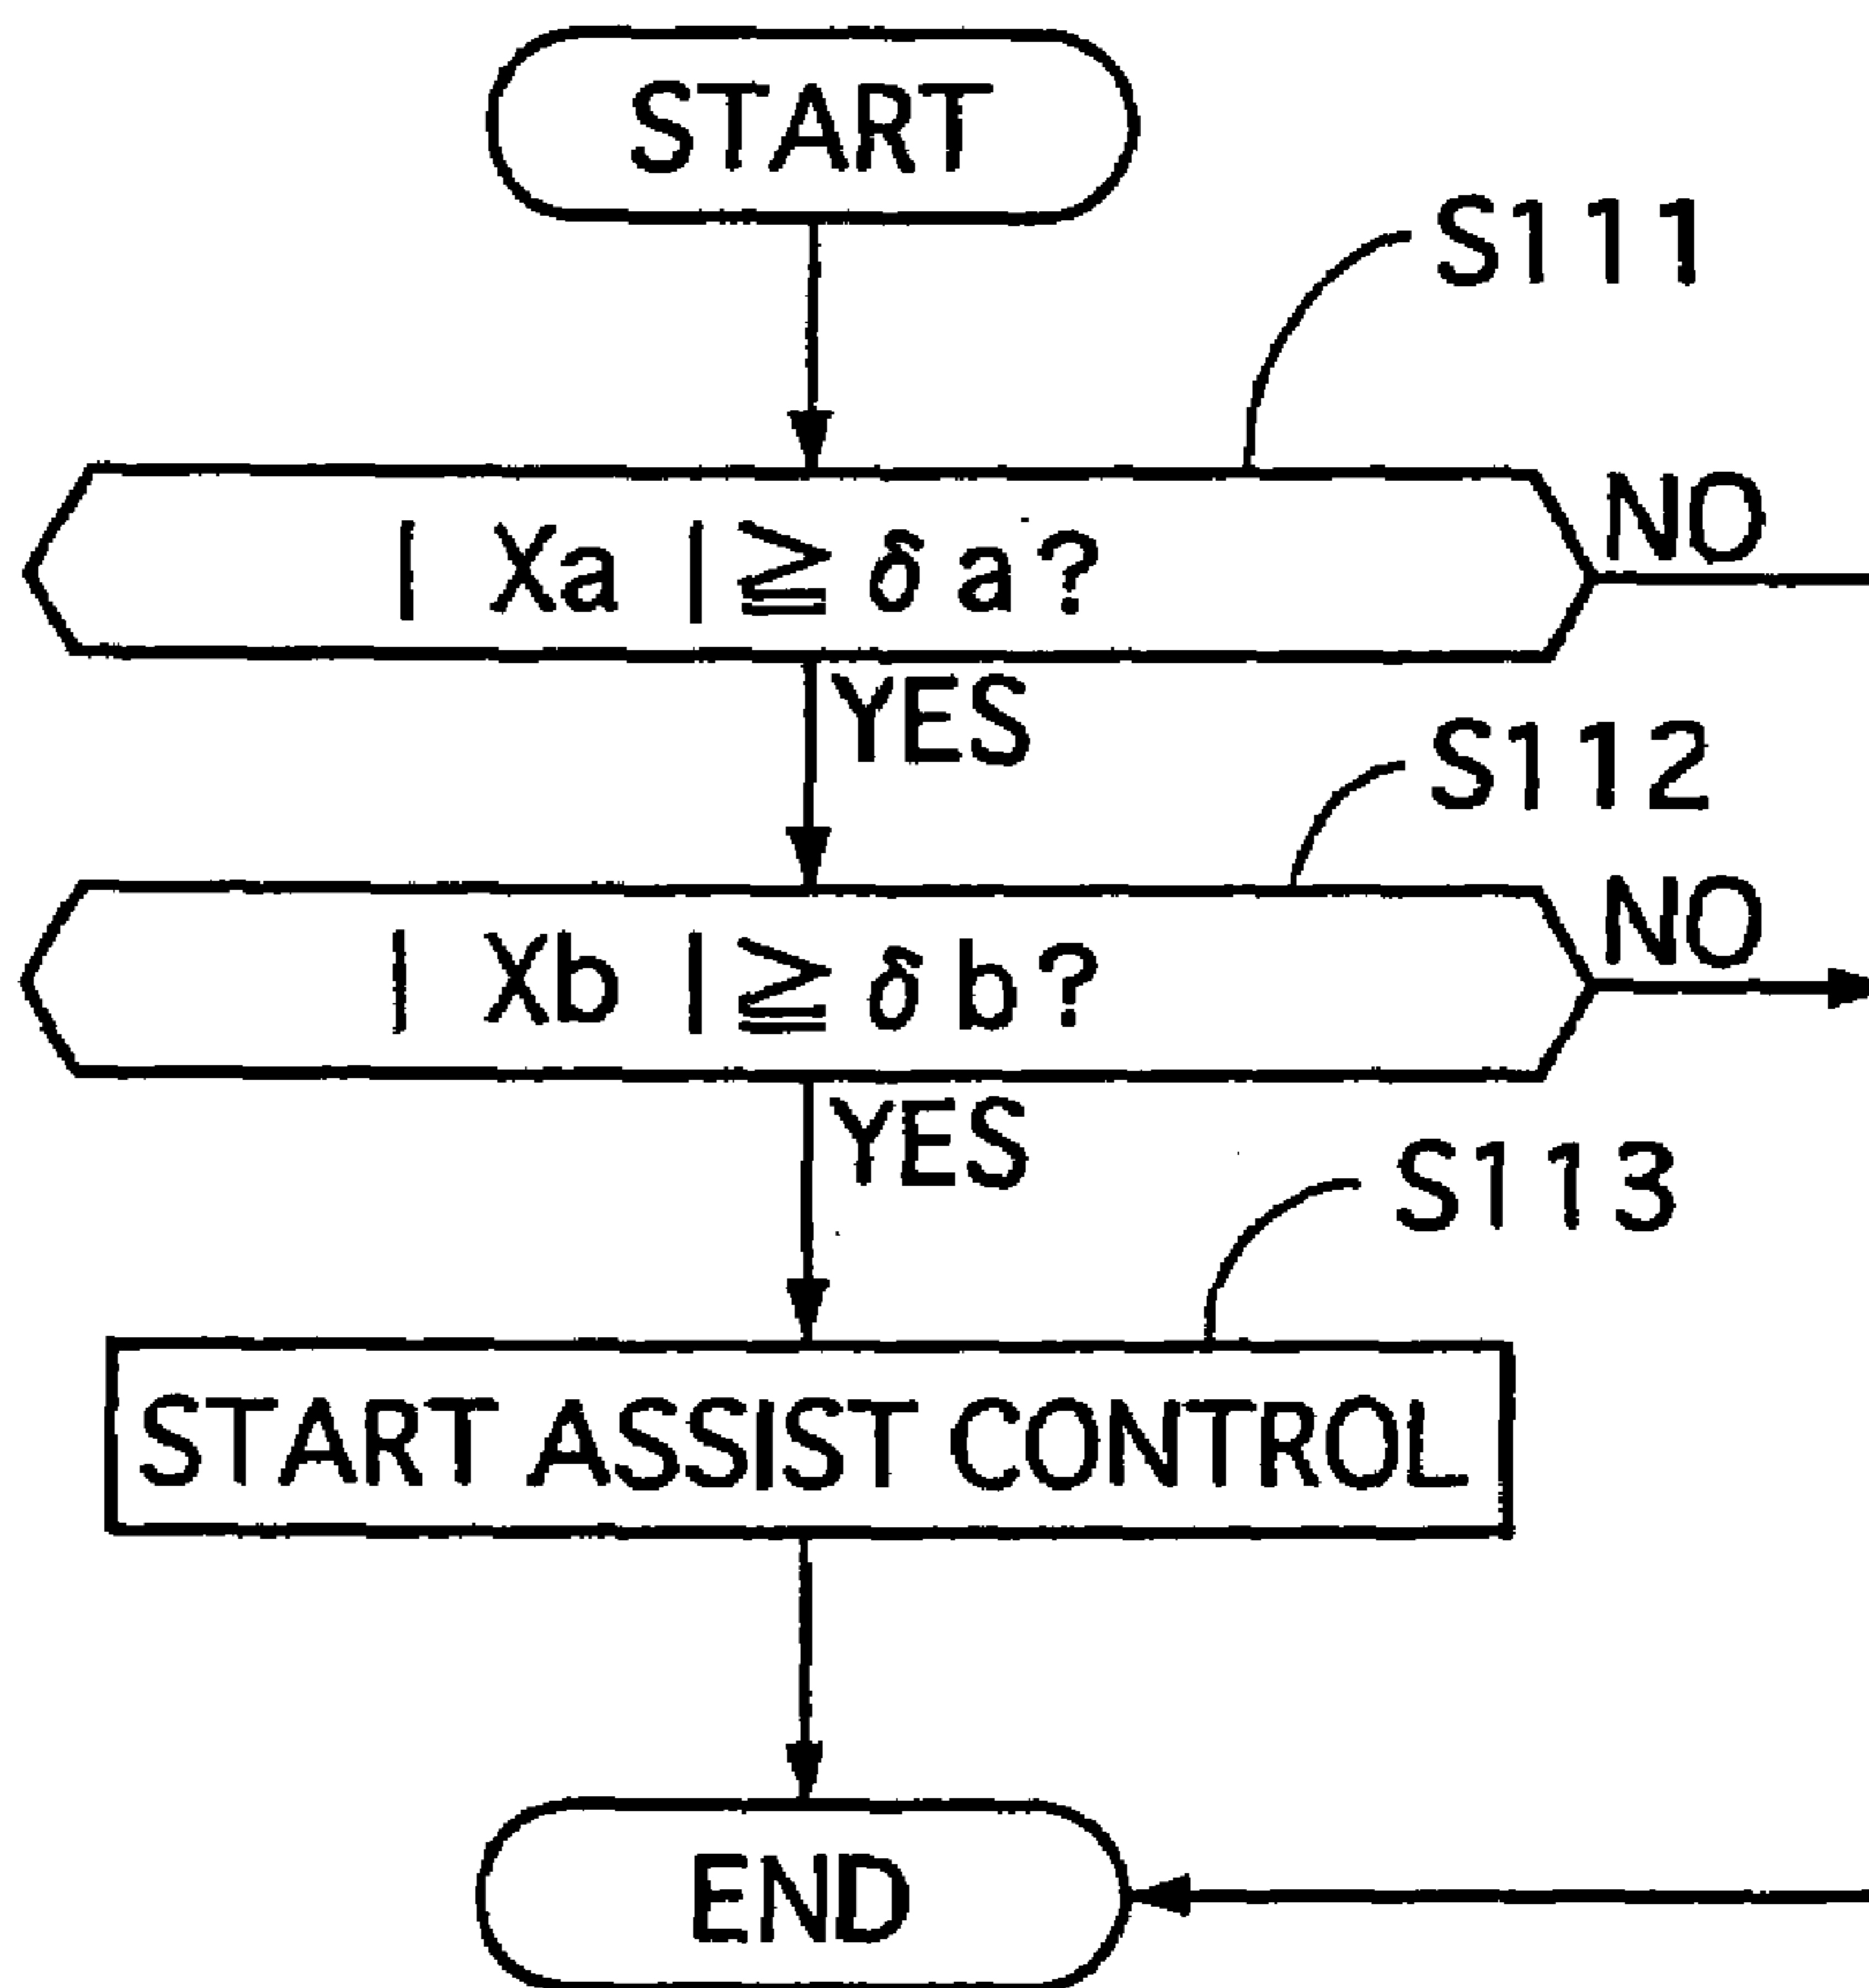 START
S111
| Xa |≧ δa?
NO
YES
S112
| Xb |≧ δb?
NO
YES
S113
START ASSIST CONTROL
END